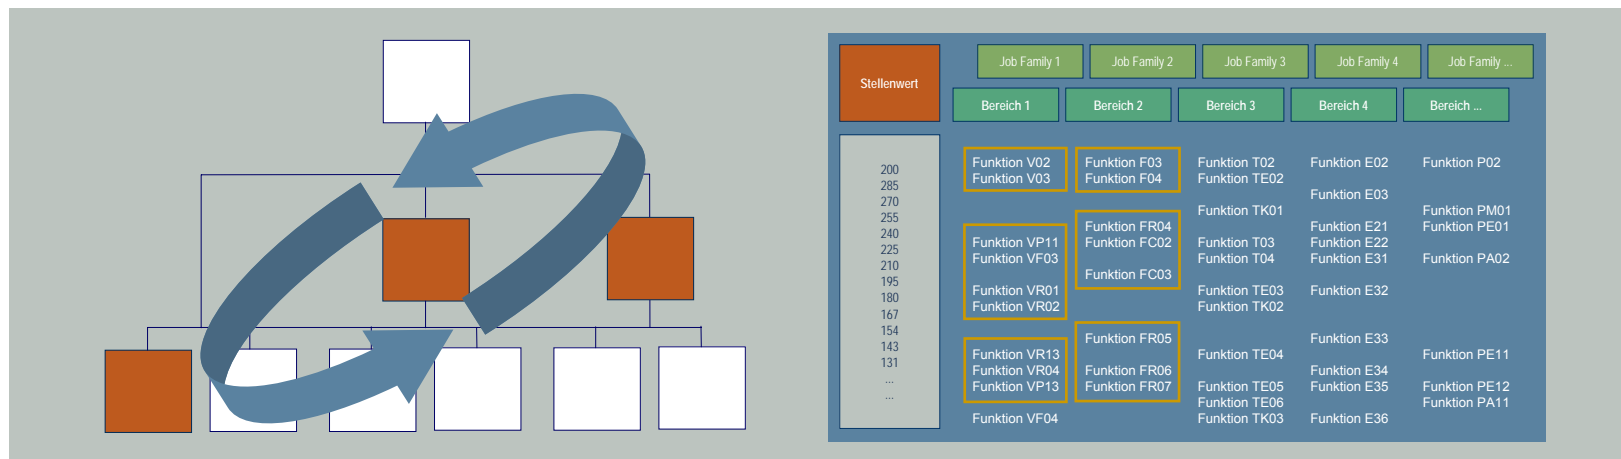 Stellenwert
Job Family 1
Job Family 2
Job Family 3
Job Family 4
Job Family ...
Bereich 1
Bereich 2
Bereich 3
Bereich 4
Bereich ...
200
285
270
255
240
225
210
195
180
167
154
143
131
...
...
Funktion V02
Funktion V03
Funktion VP11
Funktion VF03
Funktion VR01
Funktion VR02
Funktion VR13
Funktion VR04
Funktion VP13
Funktion VF04
Funktion F03
Funktion F04
Funktion FR04
Funktion FC02
Funktion FC03
Funktion FR05
Funktion FR06
Funktion FR07
Funktion T02
Funktion TE02
Funktion TK01
Funktion T03
Funktion T04
Funktion TE03
Funktion TK02
Funktion TE04
Funktion TE05
Funktion TE06
Funktion TK03
Funktion E02
Funktion E03
Funktion E21
Funktion E22
Funktion E31
Funktion E32
Funktion E33
Funktion E34
Funktion E35
Funktion E36
Funktion P02
Funktion PM01
Funktion PE01
Funktion PA02
Funktion PE11
Funktion PE12
Funktion PA11